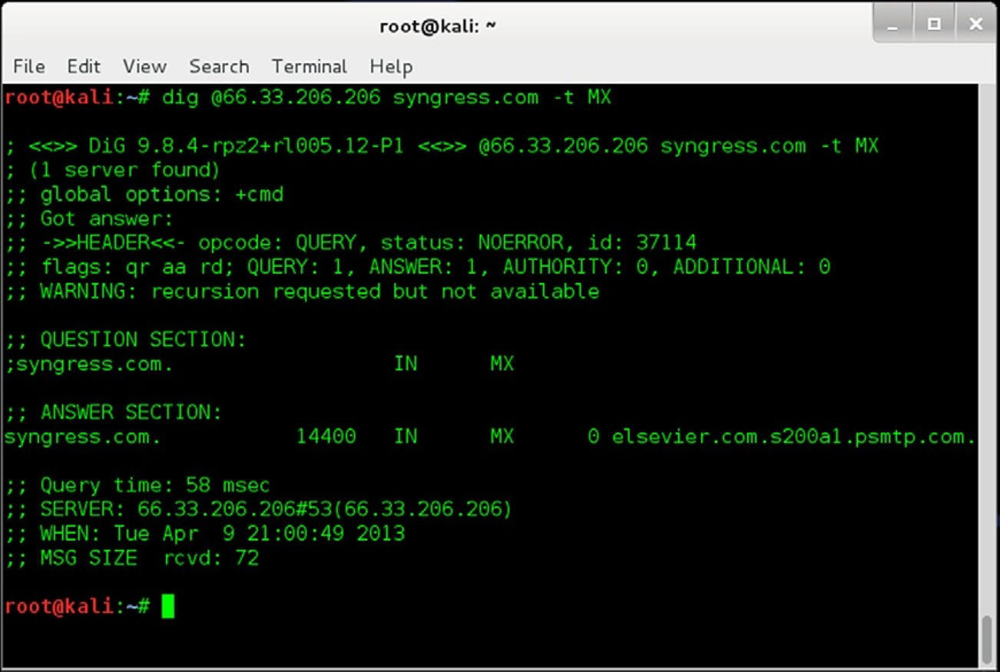 root@kali: ~
File Edit View Search Terminal Help
root@kali:~# dig @66.33.206.206 syngress.com -t MX
; <<>> DiG 9.8.4-rpz2+rl005.12-P1 <<>> @66.33.206.206 syngress.com -t MX
; (1 server found)
;; global options: +cmd
;; Got answer:
;; ->>HEADER<<- opcode: QUERY, status: NOERROR, id: 37114
;; flags: qr aa rd; QUERY: 1, ANSWER: 1, AUTHORITY: 0, ADDITIONAL: 0
;; WARNING: recursion requested but not available
;; QUESTION SECTION:
;syngress.com. IN MX
;; ANSWER SECTION:
syngress.com. 14400 IN MX 0 elsevier.com.s200a1.psmtp.com.
;; Query time: 58 msec
;; SERVER: 66.33.206.206#53(66.33.206.206)
;; WHEN: Tue Apr  9 21:00:49 2013
;; MSG SIZE  rcvd: 72
root@kali:~#